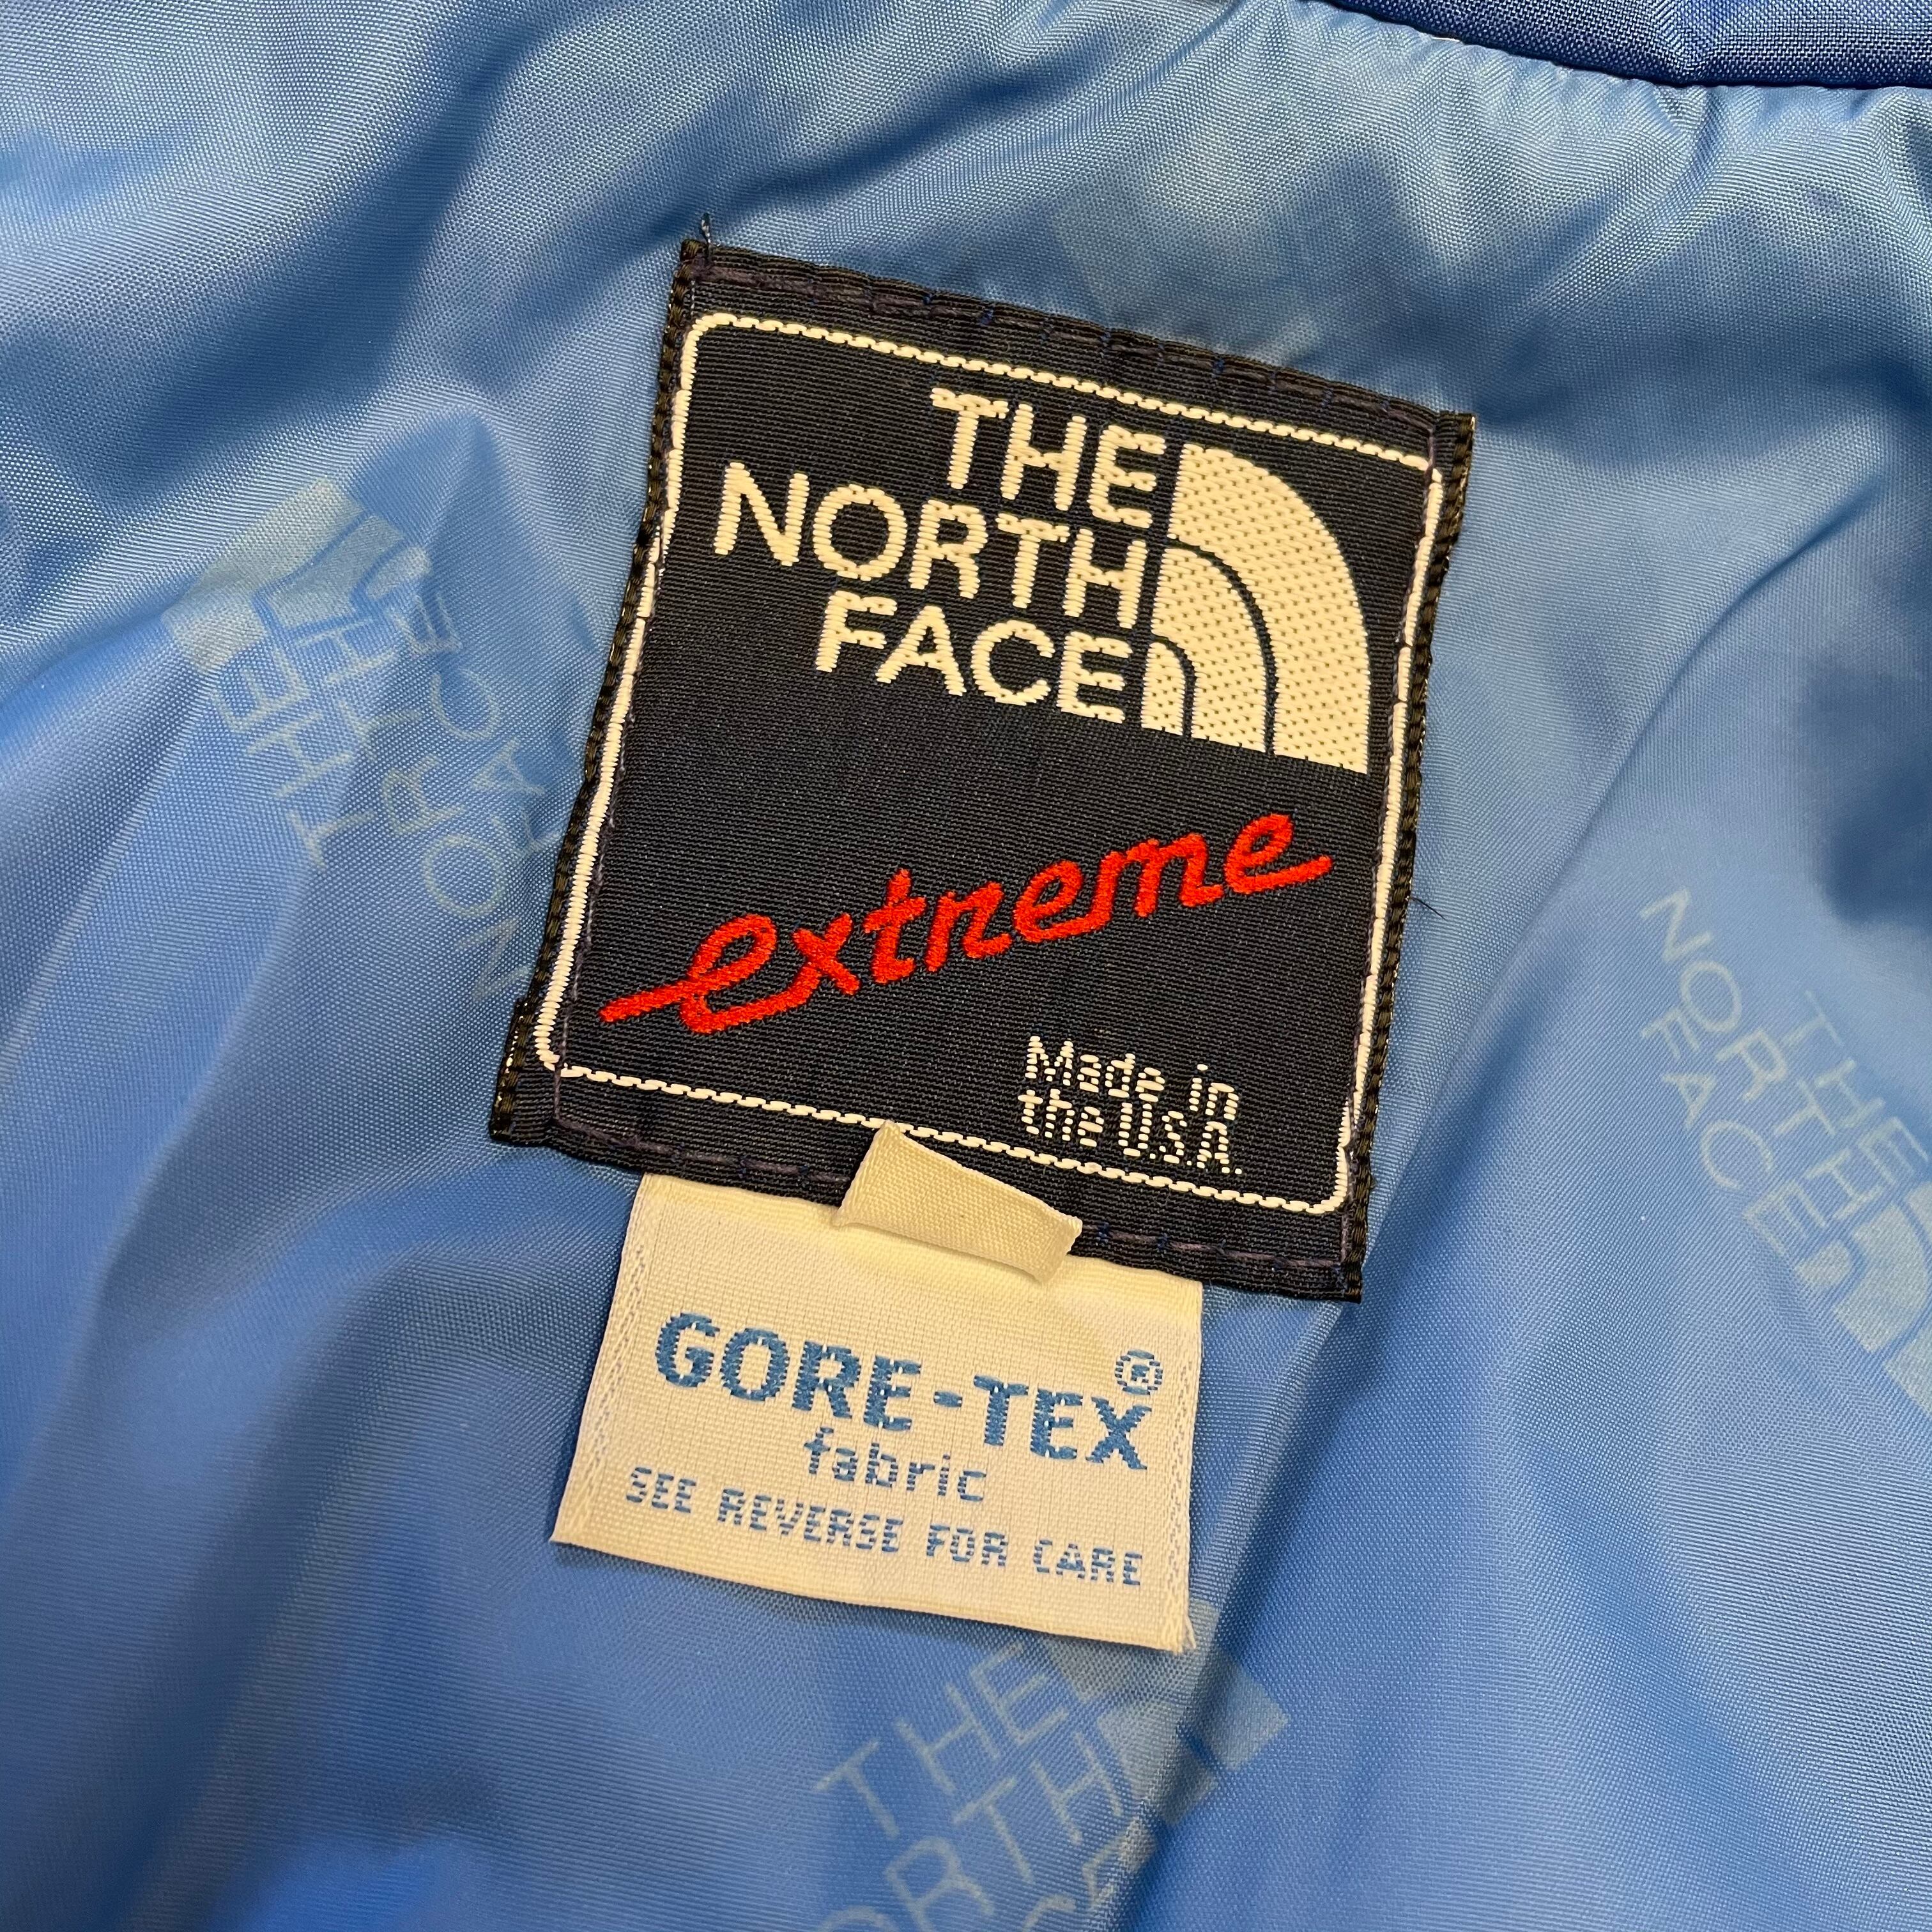 THE
NORTH
FACE
extreme
Made in
the U.S.A.
GORE-TEX®
fabric
SEE REVERSE FOR CARE
THE
NORTH
FACE
THE
NORTH
FACE
THE
NORTH